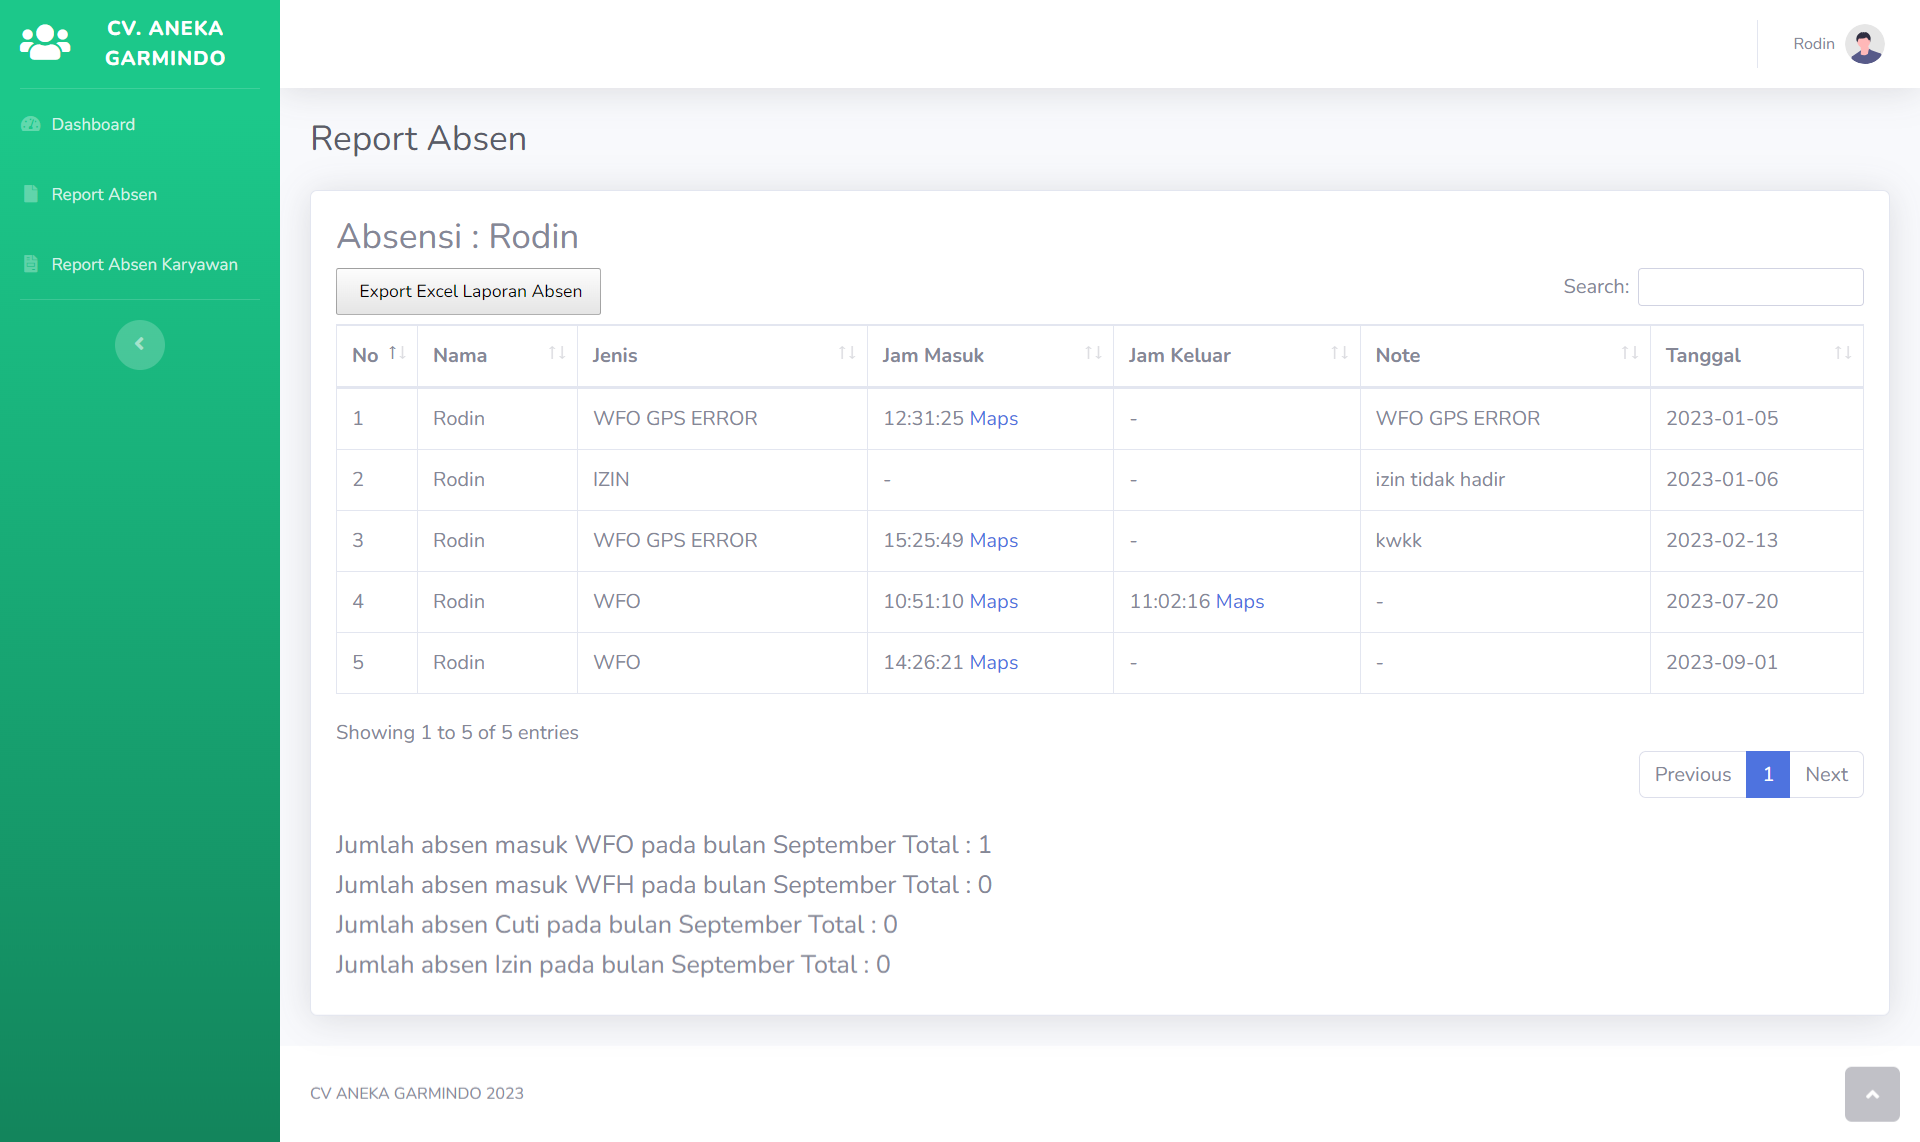 CV. ANEKA
GARMINDO
Dashboard
Report Absen
Report Absen Karyawan
Rodin
Report Absen
Absensi : Rodin
Export Excel Laporan Absen
Search:
No Nama Jenis Jam Masuk Jam Keluar Note Tanggal
1 Rodin WFO GPS ERROR 12:31:25 Maps - WFO GPS ERROR 2023-01-05
2 Rodin IZIN - - izin tidak hadir 2023-01-06
3 Rodin WFO GPS ERROR 15:25:49 Maps - kwkk 2023-02-13
4 Rodin WFO 10:51:10 Maps 11:02:16 Maps - 2023-07-20
5 Rodin WFO 14:26:21 Maps - - 2023-09-01
Showing 1 to 5 of 5 entries
Previous 1 Next
Jumlah absen masuk WFO pada bulan September Total : 1
Jumlah absen masuk WFH pada bulan September Total : 0
Jumlah absen Cuti pada bulan September Total : 0
Jumlah absen Izin pada bulan September Total : 0
CV ANEKA GARMINDO 2023